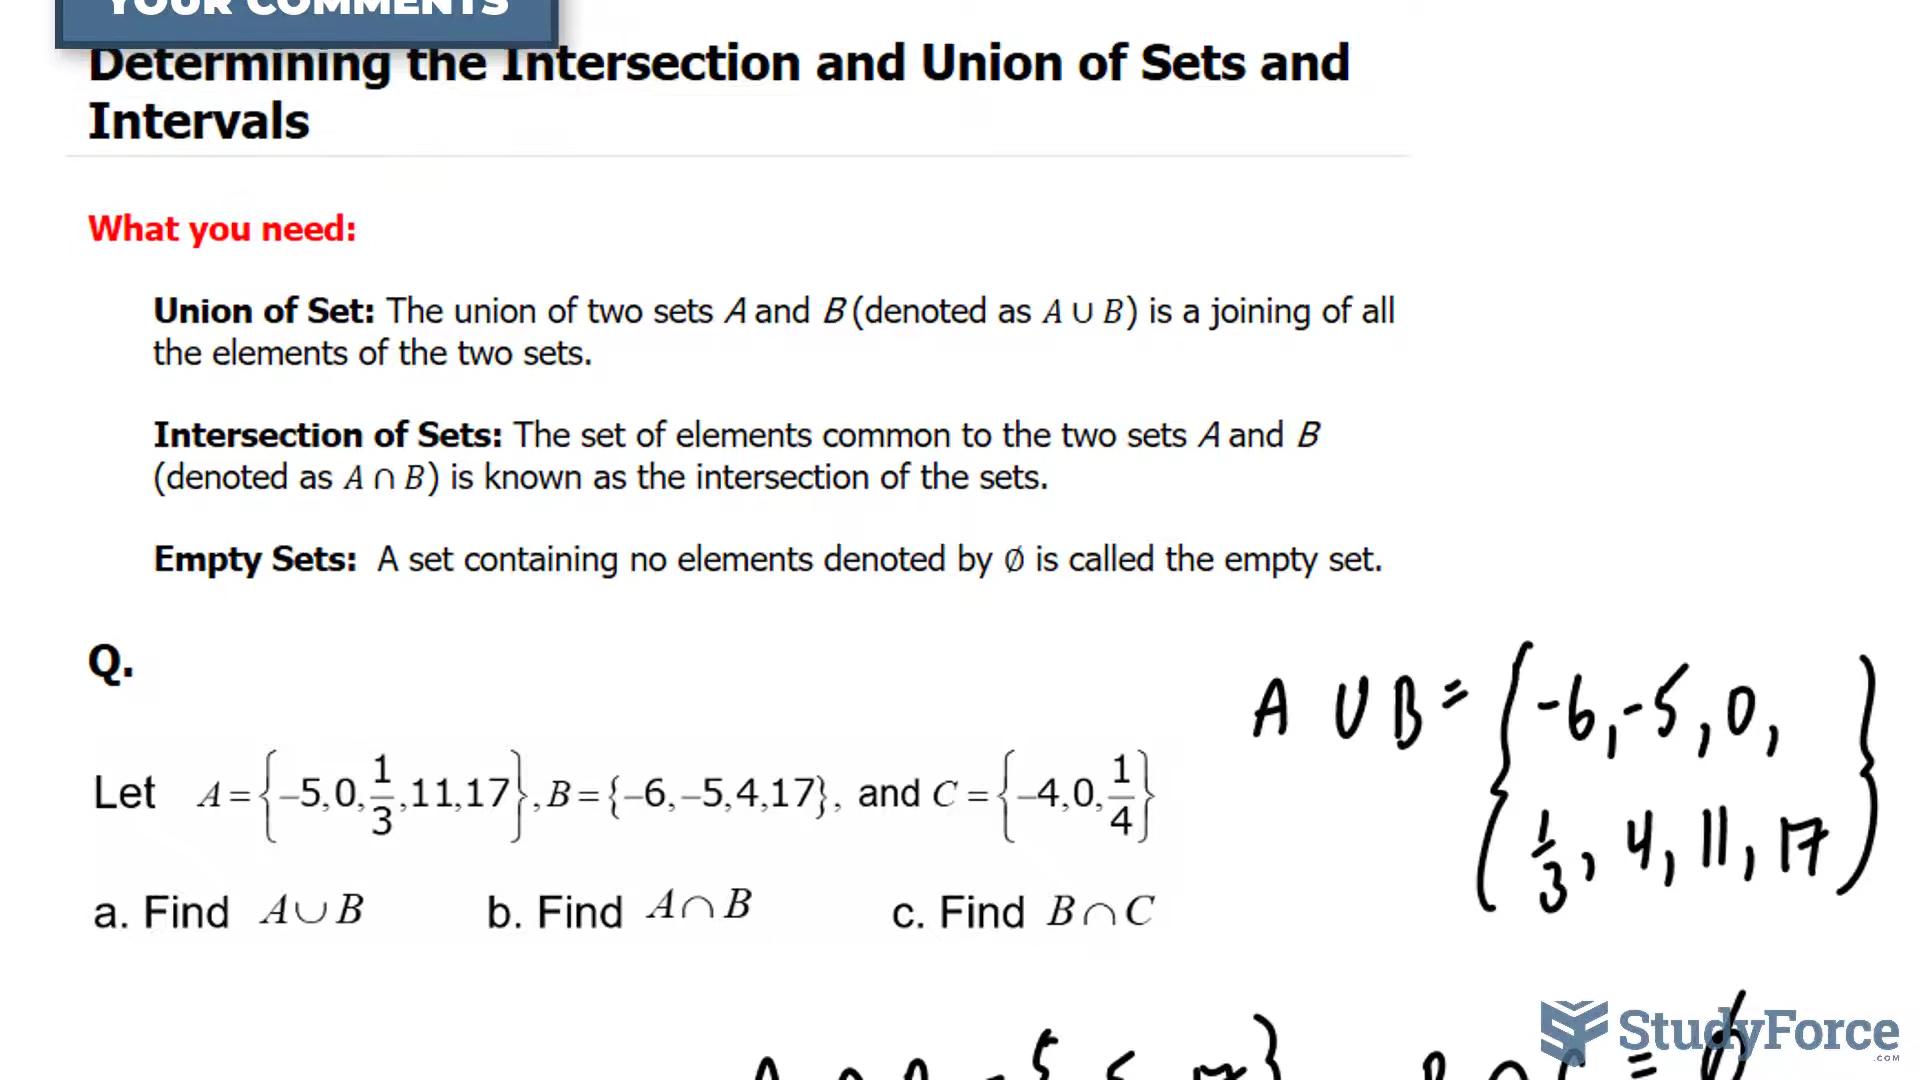 YOUR COMMENTS
Determining the Intersection and Union of Sets and
Intervals
What you need:
Union of Set: The union of two sets A and B (denoted as A ∪ B) is a joining of all
the elements of the two sets.
Intersection of Sets: The set of elements common to the two sets A and B
(denoted as A ∩ B) is known as the intersection of the sets.
Empty Sets: A set containing no elements denoted by ∅ is called the empty set.
Q.
Let A = {−5,0,1/3,11,17}, B = {−6,−5,4,17}, and C = {−4,0,1/4}
a. Find A∪B b. Find A∩B c. Find B∩C
A ∪ B = {-6, -5, 0,
1/3, 4, 11, 17}
B ∩ C = ∅
StudyForce
.COM